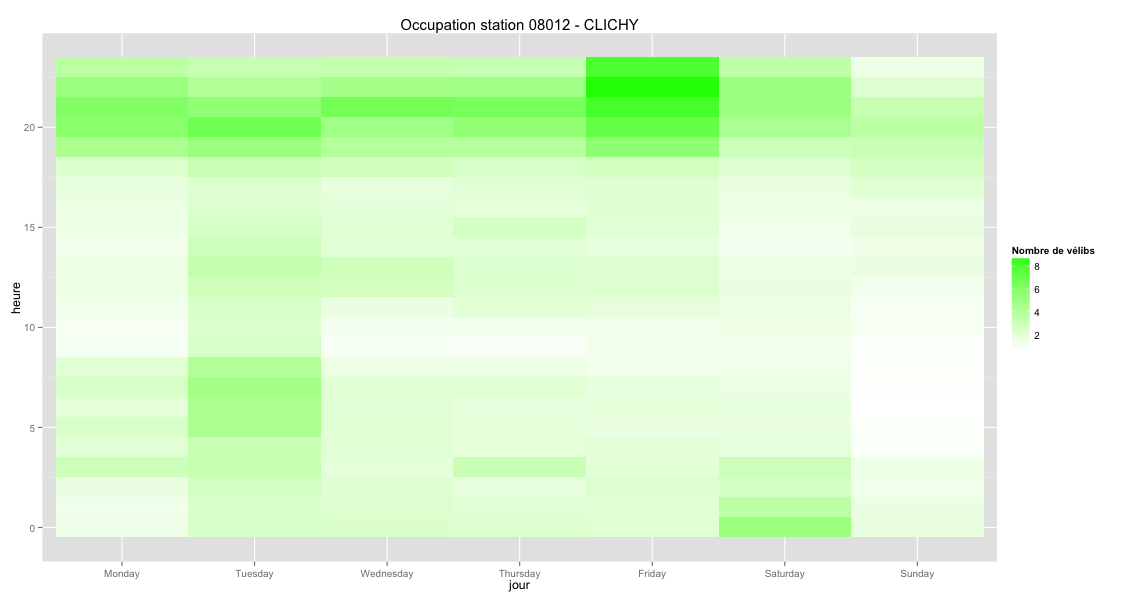 Occupation station 08012 - CLICHY
heure
20
15
10
5
0
Monday Tuesday Wednesday Thursday Friday Saturday Sunday
jour
Nombre de vélibs
8
6
4
2